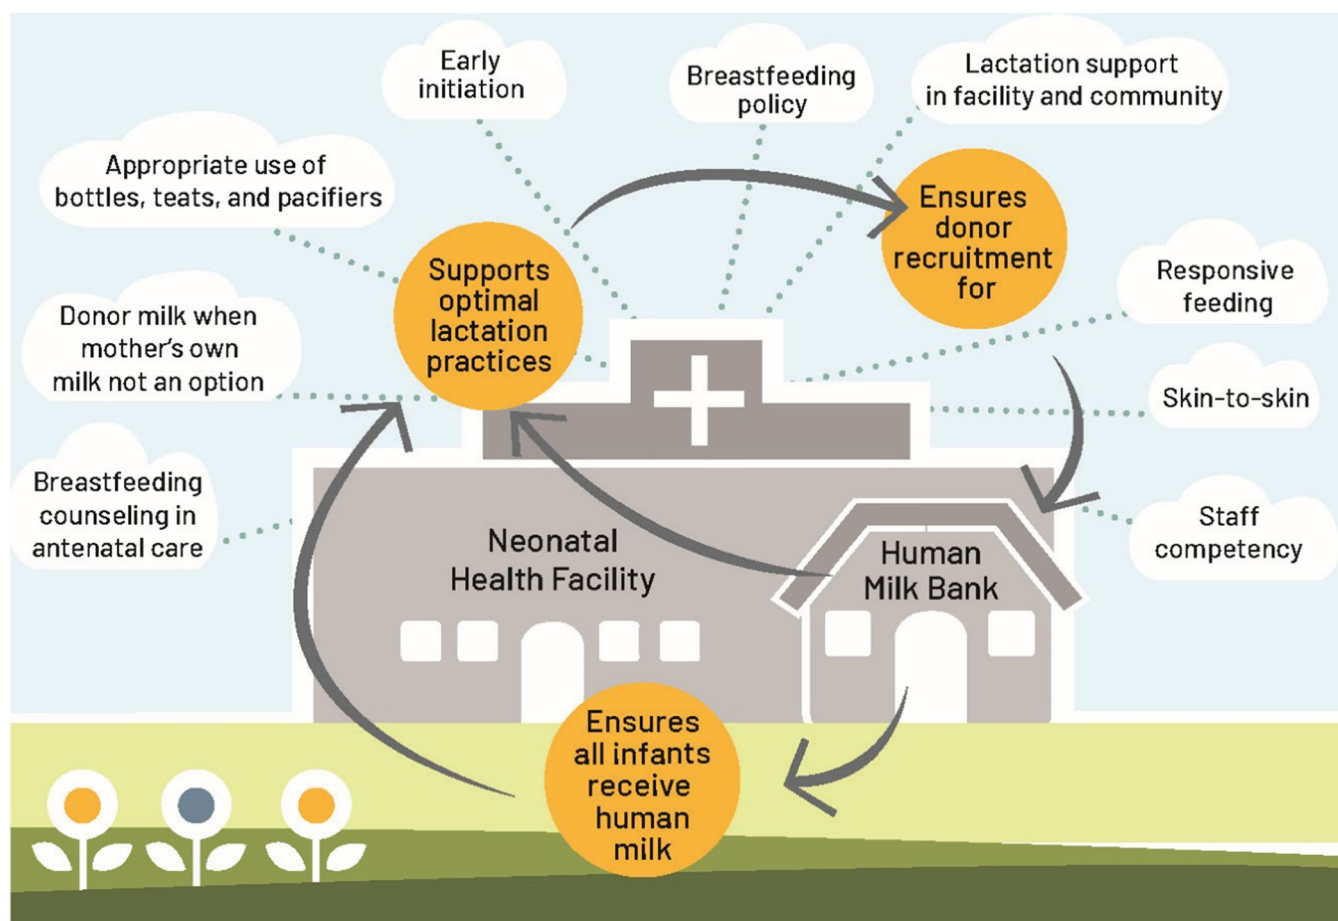 Early
initiation
Breastfeeding
policy
Lactation support
in facility and community
Appropriate use of
bottles, teats, and pacifiers
Ensures
donor
recruitment
for
Supports
optimal
lactation
practices
Responsive
feeding
Donor milk when
mother's own
milk not an option
Skin-to-skin
Breastfeeding
counseling in
antenatal care
Staff
competency
Neonatal
Health Facility
Human
Milk Bank
Ensures
all infants
receive
human
milk